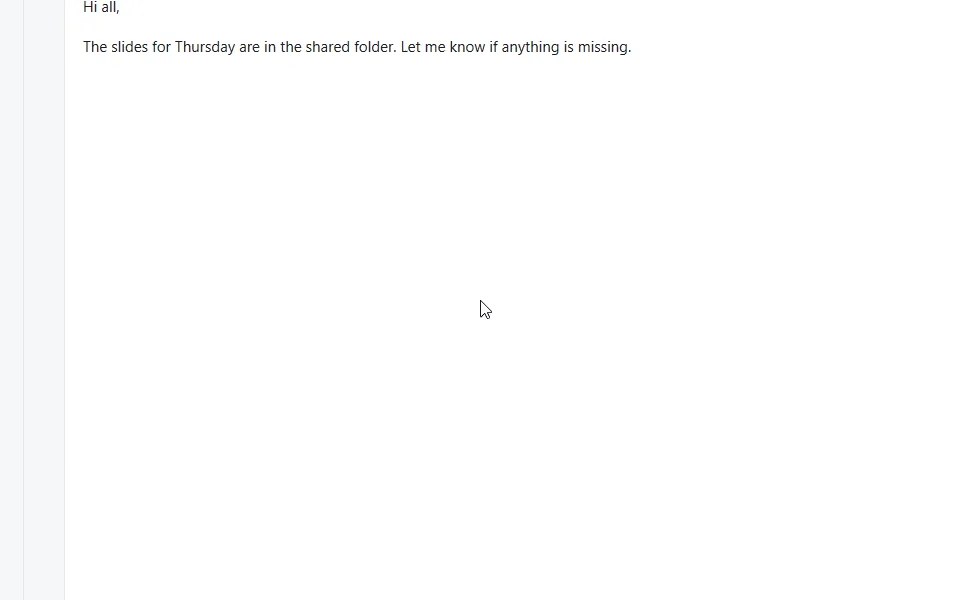 Hi all,
The slides for Thursday are in the shared folder. Let me know if anything is missing.